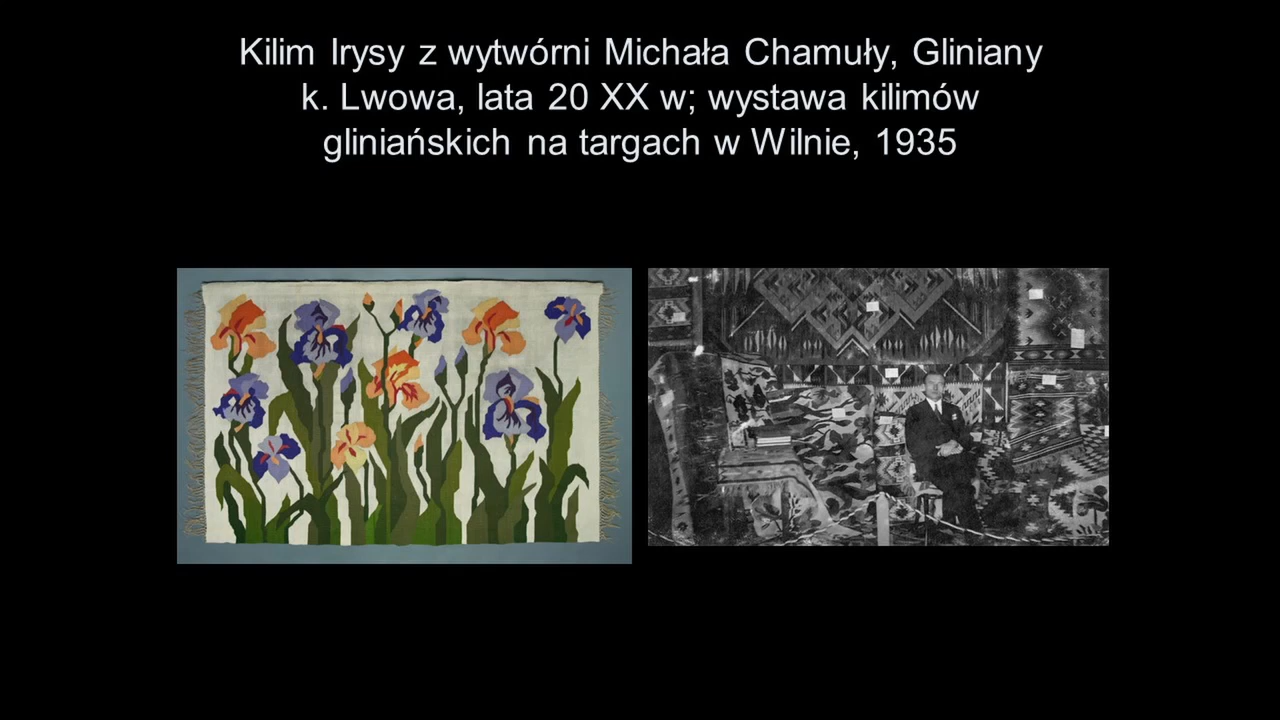 Kilim Irysy z wytwórni Michała Chamuły, Gliniany
k. Lwowa, lata 20 XX w; wystawa kilimów
gliniańskich na targach w Wilnie, 1935